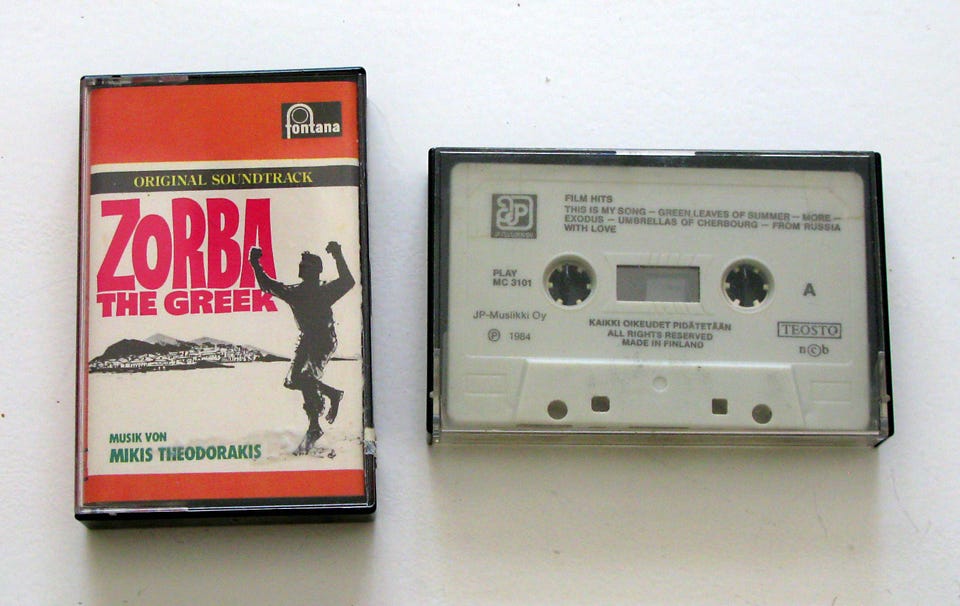 fontana
ORIGINAL SOUNDTRACK
ZORBA
THE GREEK
MUSIK VON
MIKIS THEODORAKIS
JP
FILM HITS
THIS IS MY SONG – GREEN LEAVES OF SUMMER – MORE –
EXODUS – UMBRELLAS OF CHERBOURG – FROM RUSSIA
WITH LOVE
PLAY
MC 3101
A
JP-Musiikki Oy
℗ 1984
KAIKKI OIKEUDET PIDÄTETÄÄN
ALL RIGHTS RESERVED
MADE IN FINLAND
TEOSTO
n©b